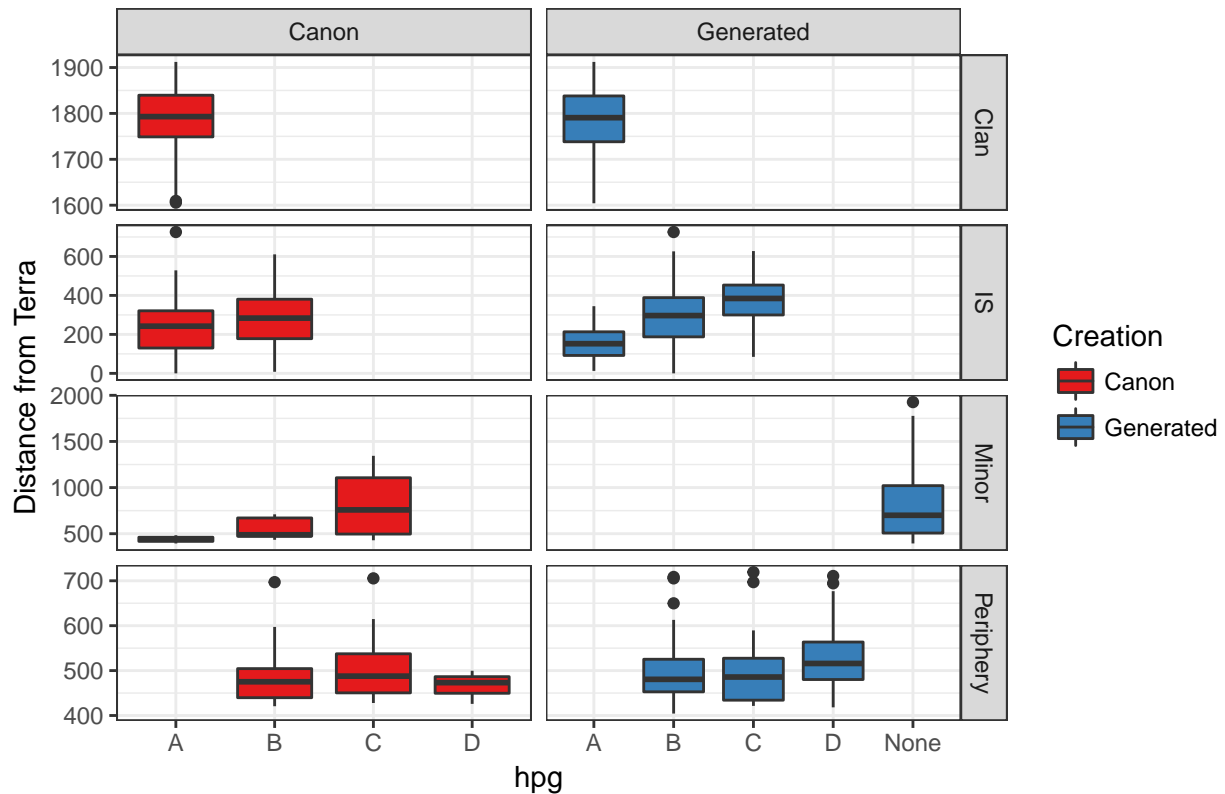 Canon Generated
1900
1800
1700
1600
Clan
600
400
200
0
IS
2000
1500
1000
500
Minor
700
600
500
400
Periphery
Distance from Terra
A B C D A B C D None
hpg
Creation
Canon
Generated